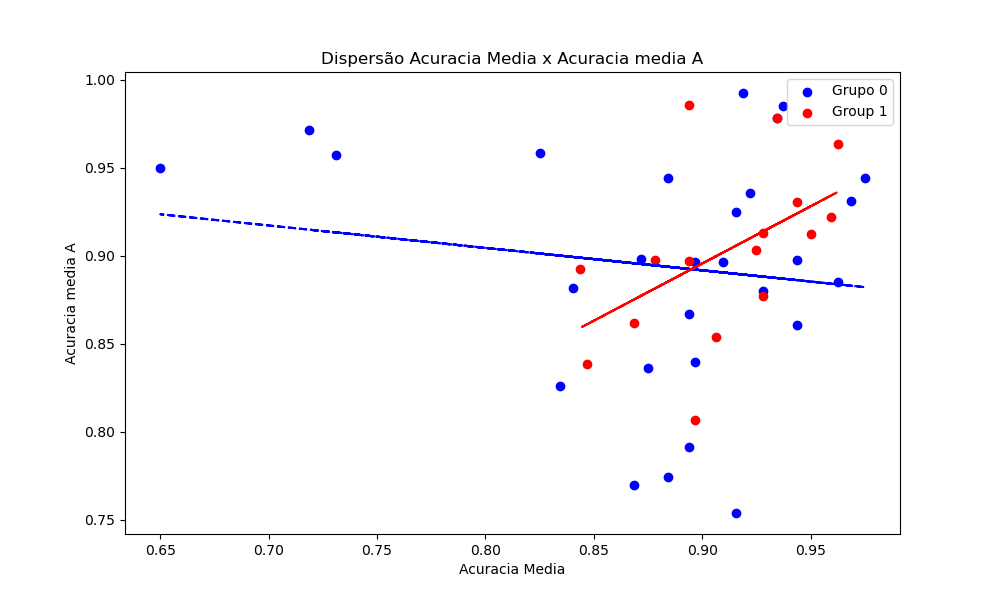 Dispersão Acuracia Media x Acuracia media A
Grupo 0
Group 1
Acuracia media A
1.00
0.95
0.90
0.85
0.80
0.75
0.65 0.70 0.75 0.80 0.85 0.90 0.95
Acuracia Media